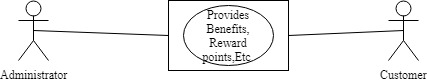 Provides
Benefits,
Reward
points,Etc
Administrator
Customer